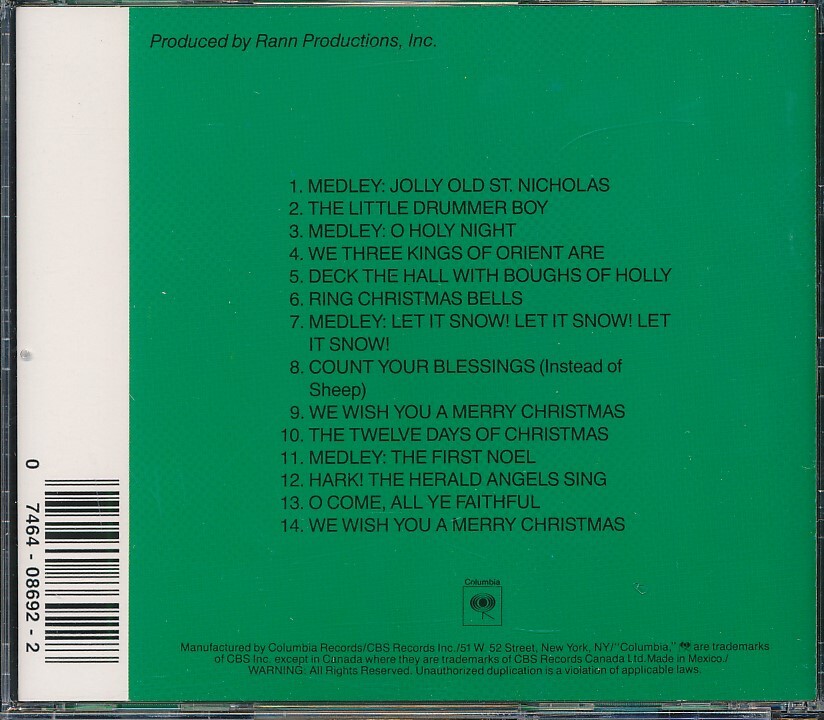 Produced by Rann Productions, Inc.
1. MEDLEY: JOLLY OLD ST. NICHOLAS
2. THE LITTLE DRUMMER BOY
3. MEDLEY: O HOLY NIGHT
4. WE THREE KINGS OF ORIENT ARE
5. DECK THE HALL WITH BOUGHS OF HOLLY
6. RING CHRISTMAS BELLS
7. MEDLEY: LET IT SNOW! LET IT SNOW! LET
IT SNOW!
8. COUNT YOUR BLESSINGS (Instead of
Sheep)
9. WE WISH YOU A MERRY CHRISTMAS
10. THE TWELVE DAYS OF CHRISTMAS
11. MEDLEY: THE FIRST NOEL
12. HARK! THE HERALD ANGELS SING
13. O COME, ALL YE FAITHFUL
14. WE WISH YOU A MERRY CHRISTMAS
0 7464 - 08692 - 2
Columbia
Manufactured by Columbia Records/CBS Records Inc./51 W. 52 Street, New York, NY/"Columbia," are trademarks
of CBS Inc. except in Canada where they are trademarks of CBS Records Canada Ltd. Made in Mexico./
WARNING: All Rights Reserved. Unauthorized duplication is a violation of applicable laws.